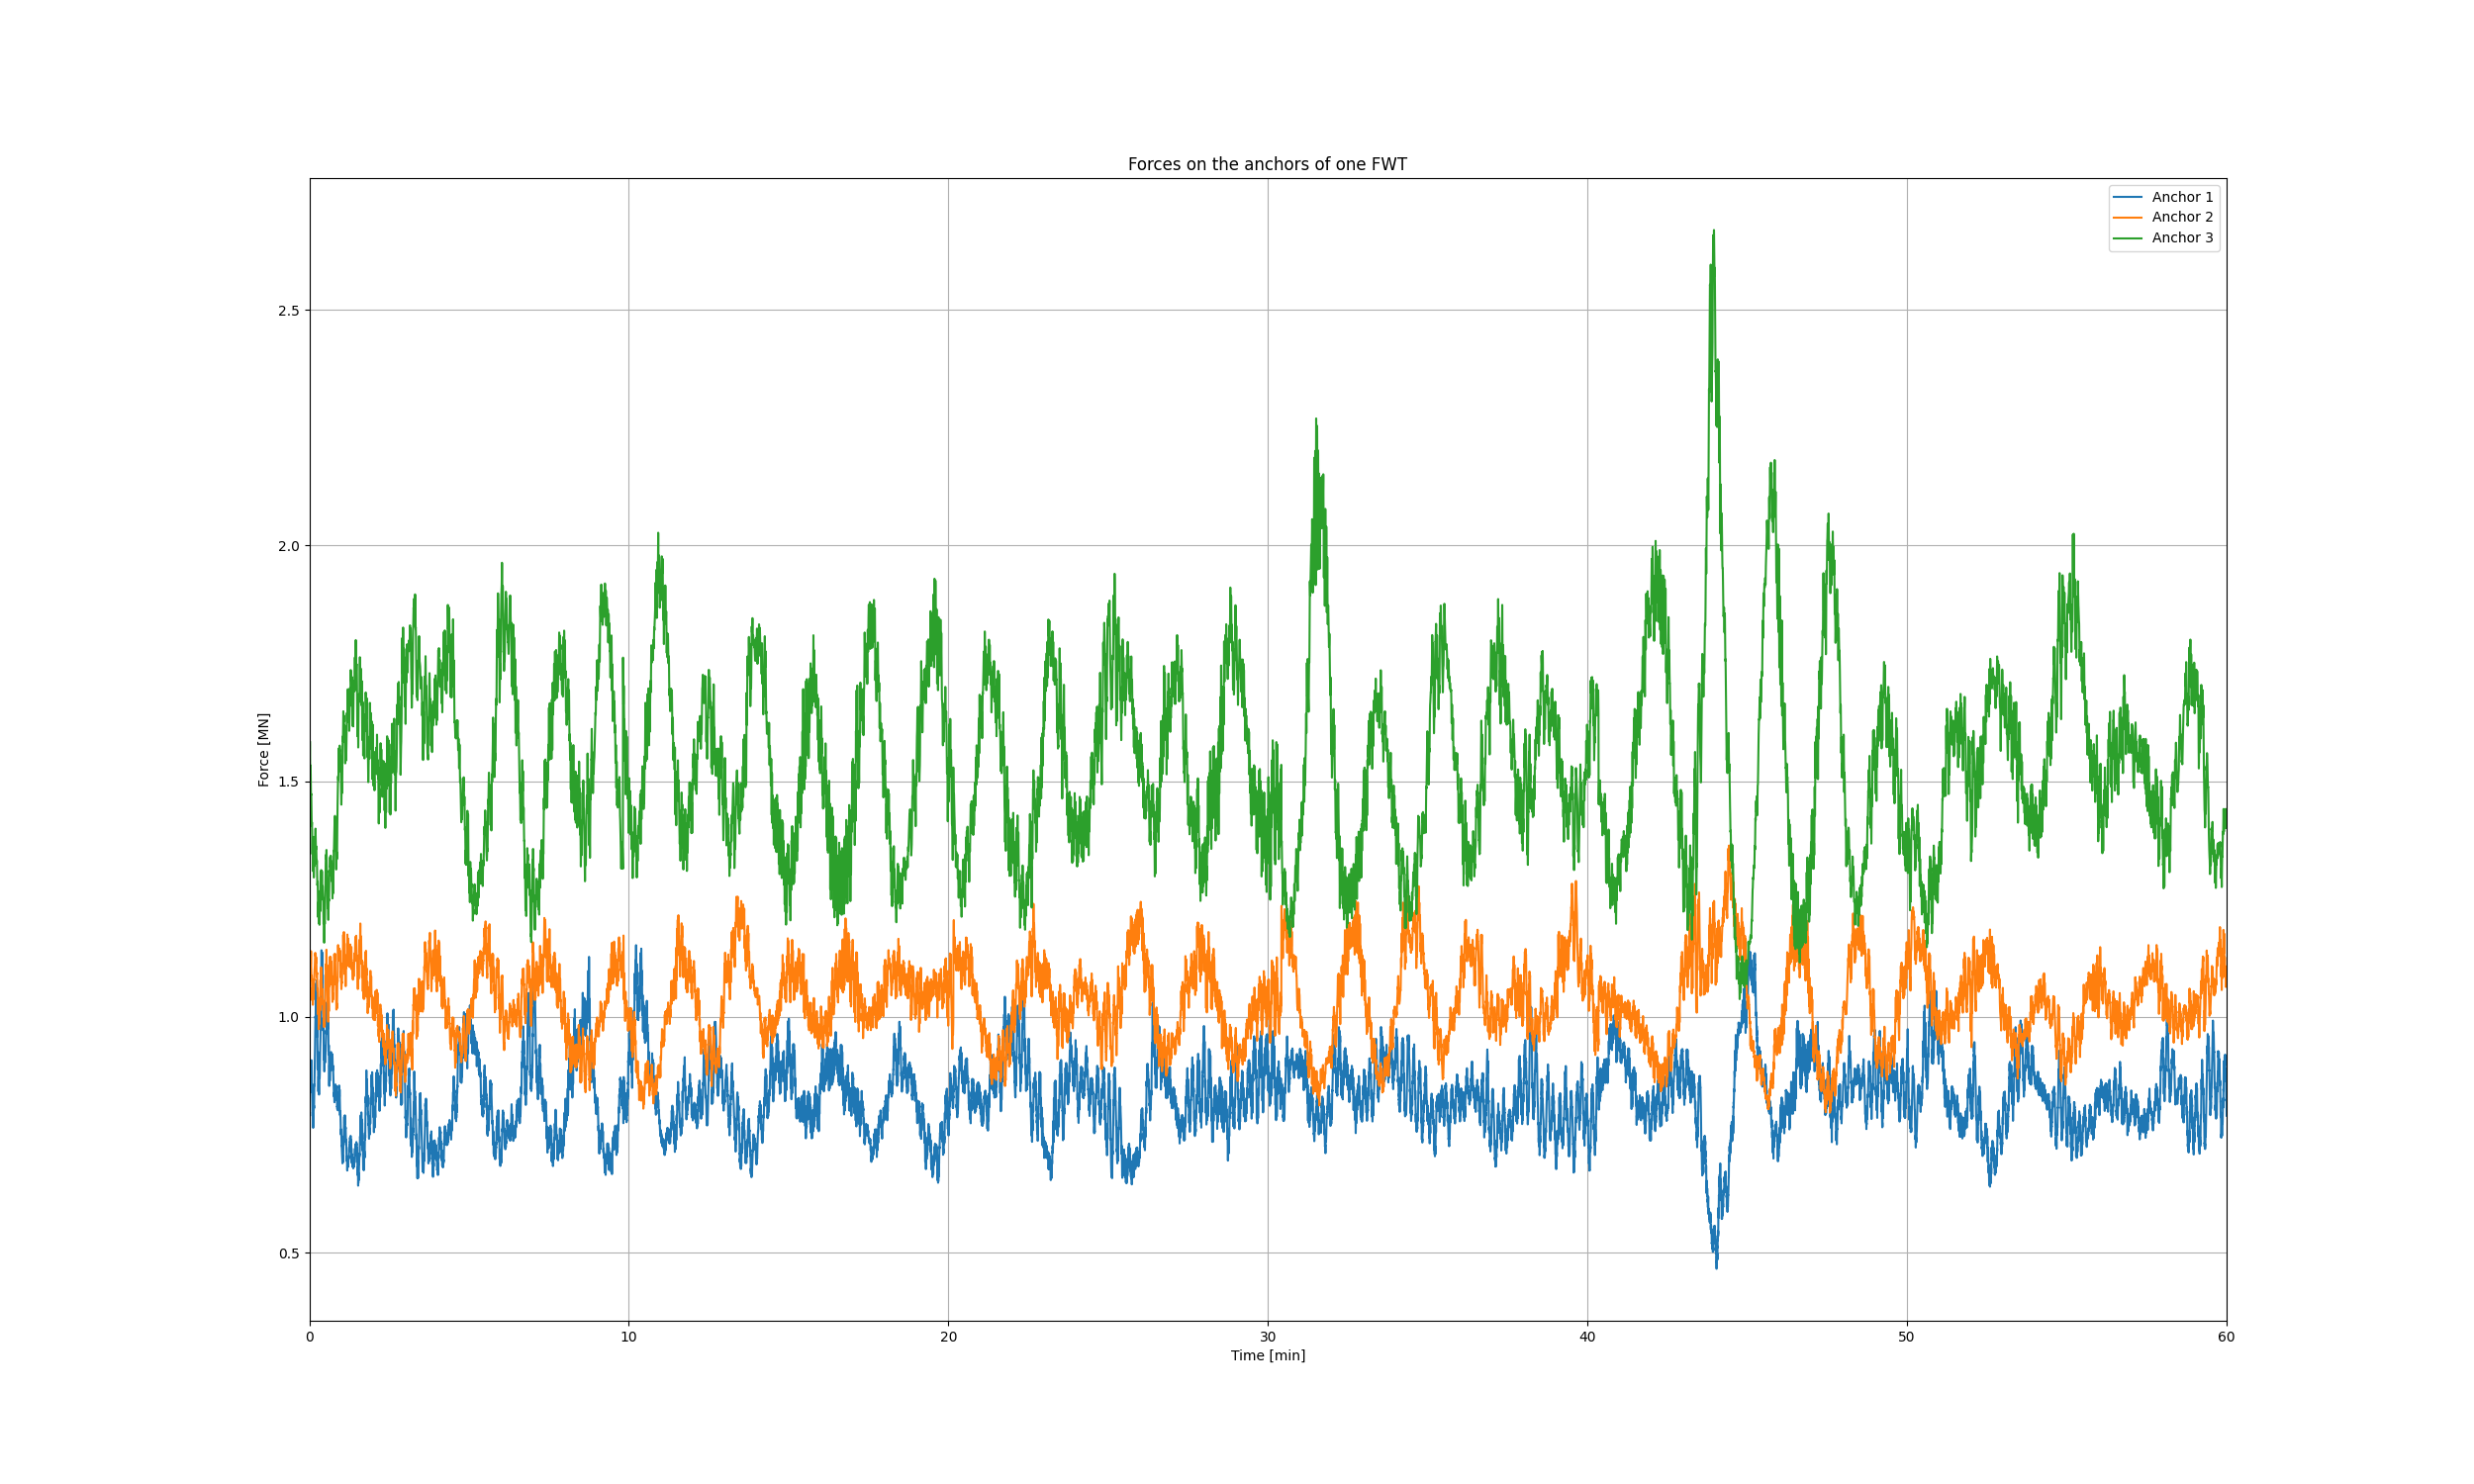 Forces on the anchors of one FWT
Anchor 1
Anchor 2
Anchor 3
Force [MN]
2.5
2.0
1.5
1.0
0.5
0 10 20 30 40 50 60
Time [min]